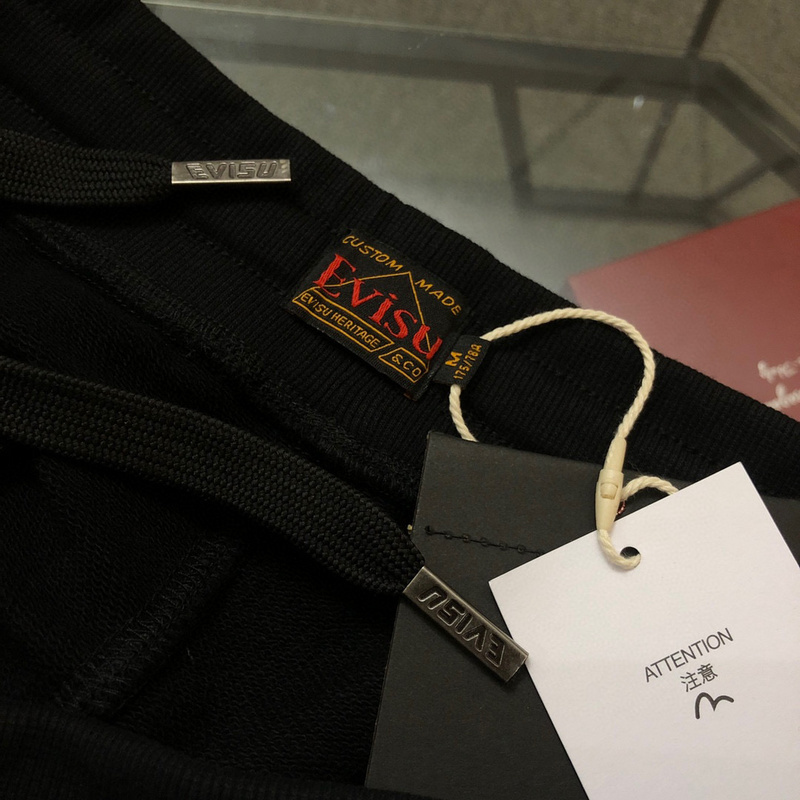 EVISU
CUSTOM MADE
EVISU
EVISU HERITAGE
& CO
M
175/78A
EVISU
ATTENTION
注意